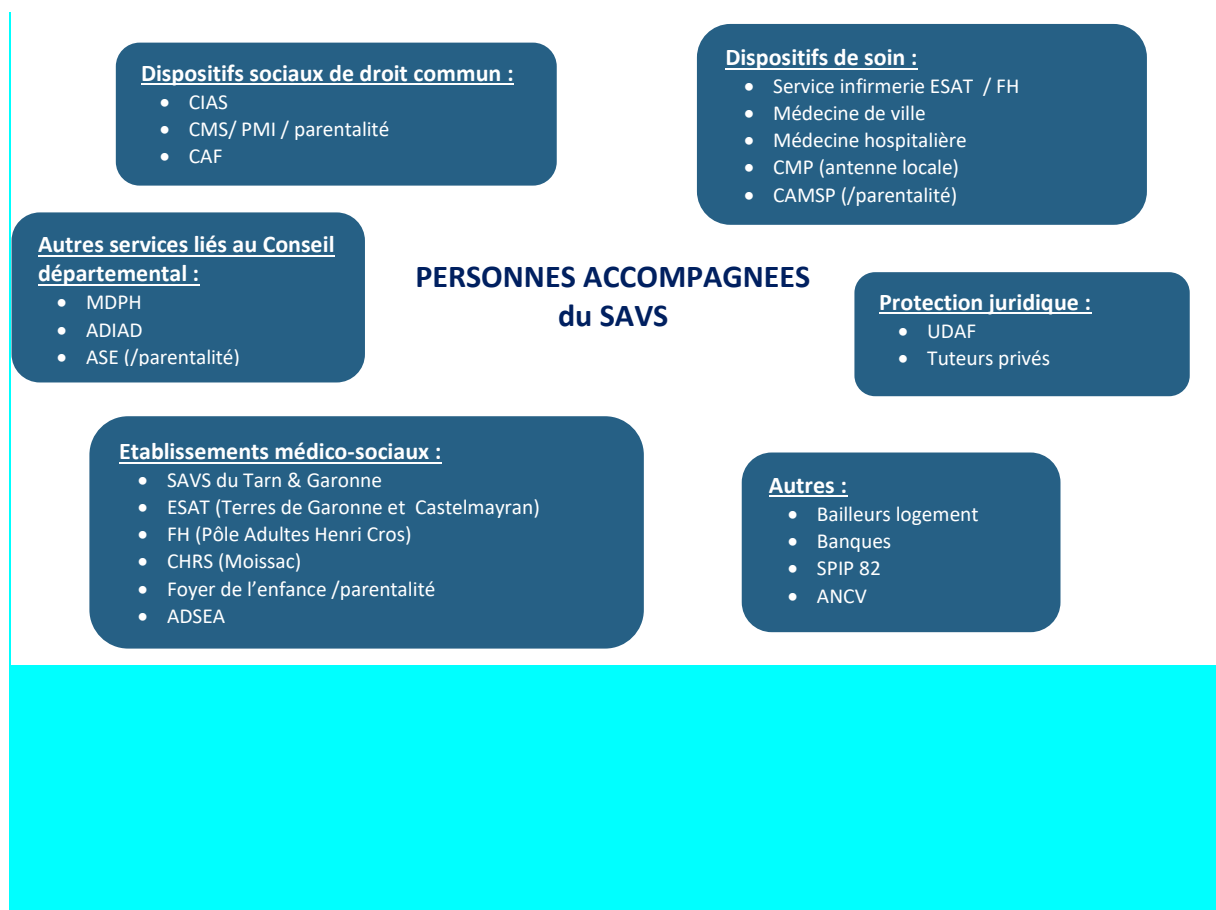 Dispositifs sociaux de droit commun :
• CIAS
• CMS/ PMI / parentalité
• CAF
Dispositifs de soin :
• Service infirmerie ESAT / FH
• Médecine de ville
• Médecine hospitalière
• CMP (antenne locale)
• CAMSP (/parentalité)
Autres services liés au Conseil
départemental :
• MDPH
• ADIAD
• ASE (/parentalité)
PERSONNES ACCOMPAGNEES
du SAVS
Protection juridique :
• UDAF
• Tuteurs privés
Etablissements médico-sociaux :
• SAVS du Tarn & Garonne
• ESAT (Terres de Garonne et Castelmayran)
• FH (Pôle Adultes Henri Cros)
• CHRS (Moissac)
• Foyer de l’enfance /parentalité
• ADSEA
Autres :
• Bailleurs logement
• Banques
• SPIP 82
• ANCV